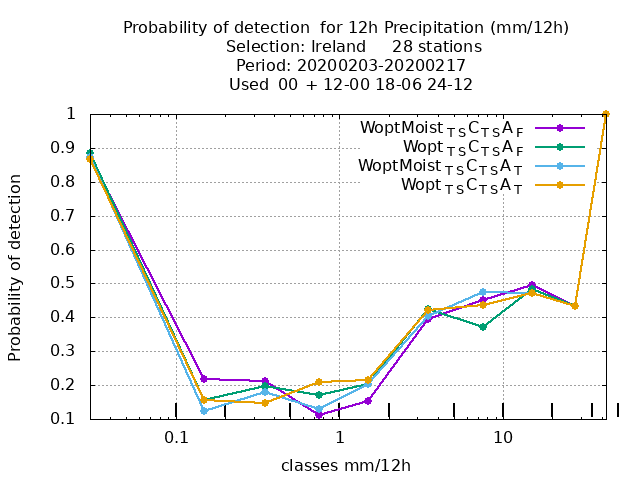 Probability of detection  for 12h Precipitation (mm/12h)
Selection: Ireland     28 stations
Period: 20200203-20200217
Used  00 + 12-00 18-06 24-12
WoptMoist TS C TS A F
Wopt TS C TS A F
WoptMoist TS C TS A T
Wopt TS C TS A T
1
0.9
0.8
0.7
0.6
0.5
0.4
0.3
0.2
0.1
Probability of detection
0.1 1 10
classes mm/12h